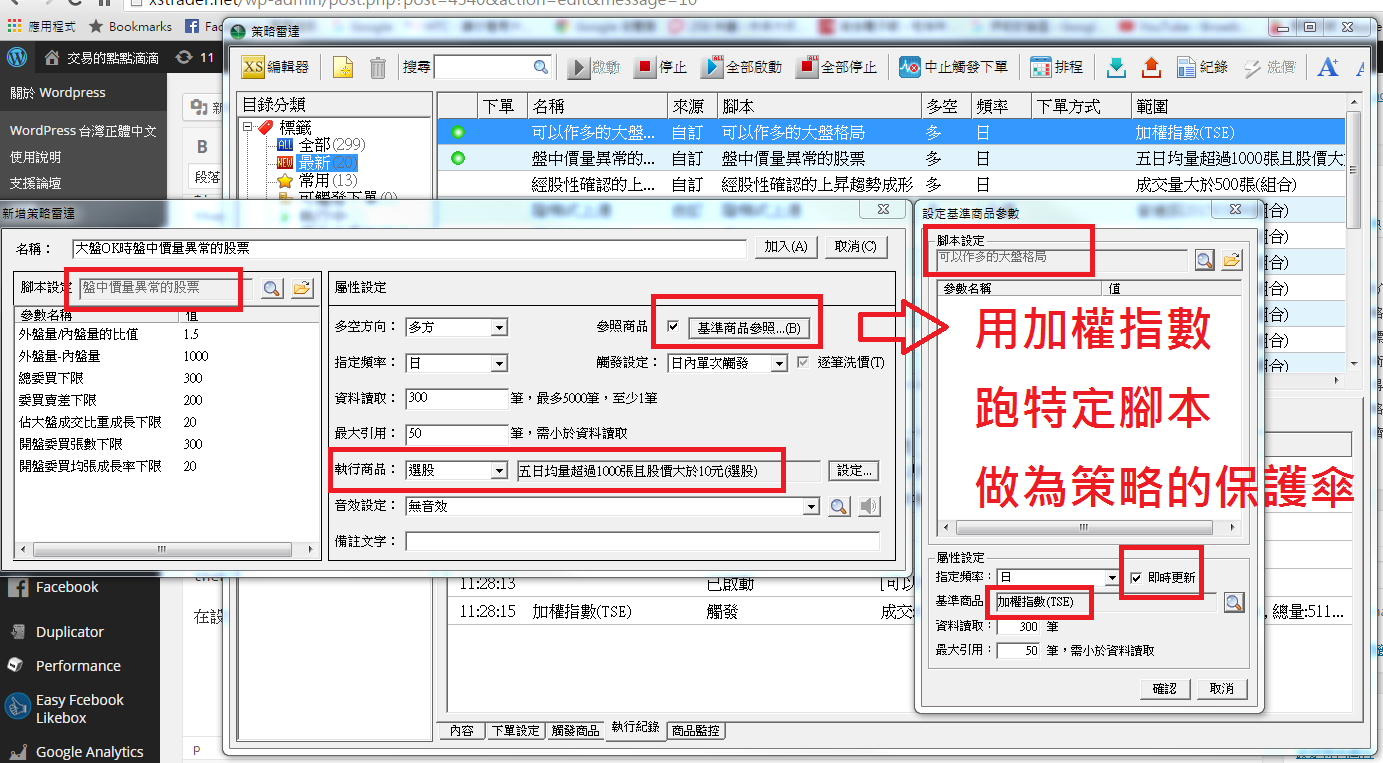 xstrader.net/wp-admin/post.php?post=4540&action=edit&message=10
應用程式
Bookmarks
交易的點點滴滴
11
關於 Wordpress
WordPress 台灣正體中文
使用說明
支援論壇
B
段落
策略雷達
XS 編輯器
搜尋
啟動
停止
全部啟動
全部停止
中止觸發下單
排程
紀錄
洗價
目錄分類
標籤
全部(299)
最新(20)
常用(13)
可觸發下單(0)
下單 名稱 來源 腳本 多空 頻率 下單方式 範圍
可以作多的大盤... 自訂 可以作多的大盤格局 多 日 加權指數(TSE)
盤中價量異常的... 自訂 盤中價量異常的股票 多 日 五日均量超過1000張且股價大
經股性確認的上... 自訂 經股性確認的上昇趨勢成形 多 日 成交量大於500張(組合)
新增策略雷達
名稱：
大盤OK時盤中價量異常的股票
加入(A)
取消(C)
腳本設定
盤中價量異常的股票
參數名稱 值
外盤量/內盤量的比值 1.5
外盤量-內盤量 1000
總委買下限 300
委買賣差下限 200
佔大盤成交比重成長下限 20
開盤委買張數下限 300
開盤委買均張成長率下限 20
屬性設定
多空方向： 多方
參照商品 基準商品參照...(B)
指定頻率： 日
觸發設定： 日內單次觸發 逐筆洗價(T)
資料讀取： 300 筆，最多5000筆，至少1筆
最大引用： 50 筆，需小於資料讀取
執行商品： 選股 五日均量超過1000張且股價大於10元(選股) 設定...
音效設定： 無音效
備註文字：
設定基準商品參數
腳本設定
可以作多的大盤格局
參數名稱 值
用加權指數
跑特定腳本
做為策略的保護傘
屬性設定
指定頻率： 日 即時更新
基準商品 加權指數(TSE)
資料讀取： 300 筆
最大引用： 50 筆，需小於資料讀取
確認 取消
11:28:13 已啟動 [可以
11:28:15 加權指數(TSE) 觸發 成交
, 總量:511...
內容 下單設定 觸發商品 執行紀錄 商品監控
Facebook
在設
Duplicator
Performance
Easy Fcebook
Likebox
Google Analytics
p